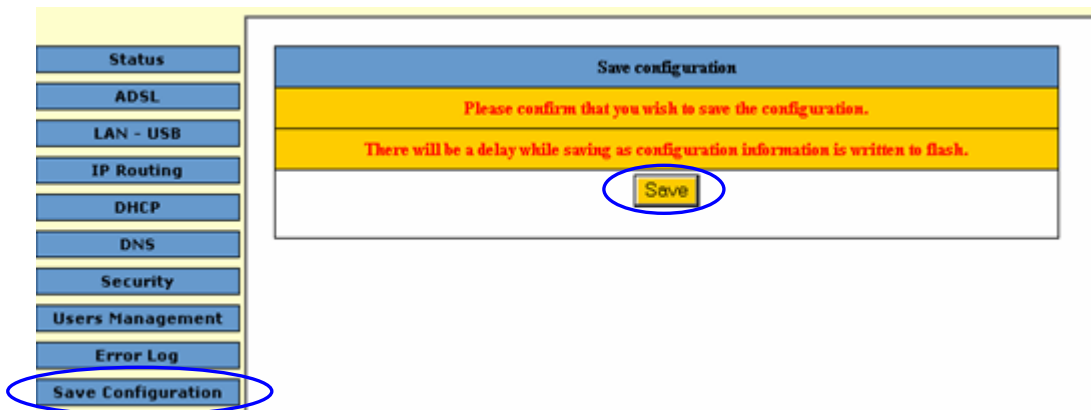 Status
ADSL
LAN - USB
IP Routing
DHCP
DNS
Security
Users Management
Error Log
Save Configuration
Save configuration
Please confirm that you wish to save the configuration.
There will be a delay while saving as configuration information is written to flash.
Save